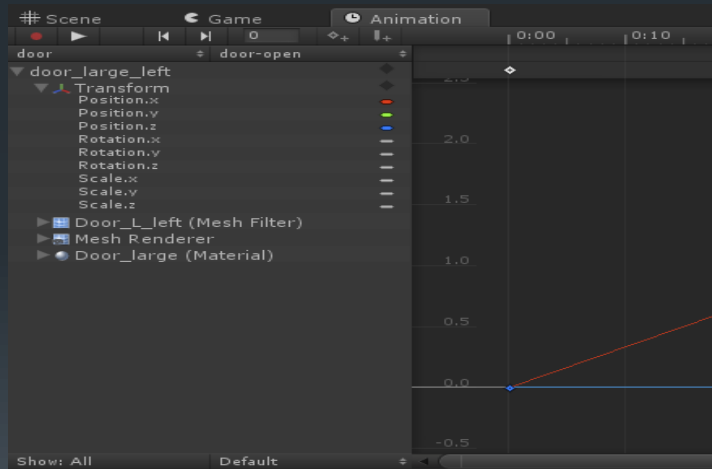 Scene Game Animation
0 0:00 0:10
door door-open
door_large_left
2.5
Transform
Position.x
Position.y
Position.z
2.0
Rotation.x
Rotation.y
Rotation.z
Scale.x
Scale.y
1.5
Scale.z
Door_L_left (Mesh Filter)
Mesh Renderer
Door_large (Material)
1.0
0.5
0.0
-0.5
Show: All Default